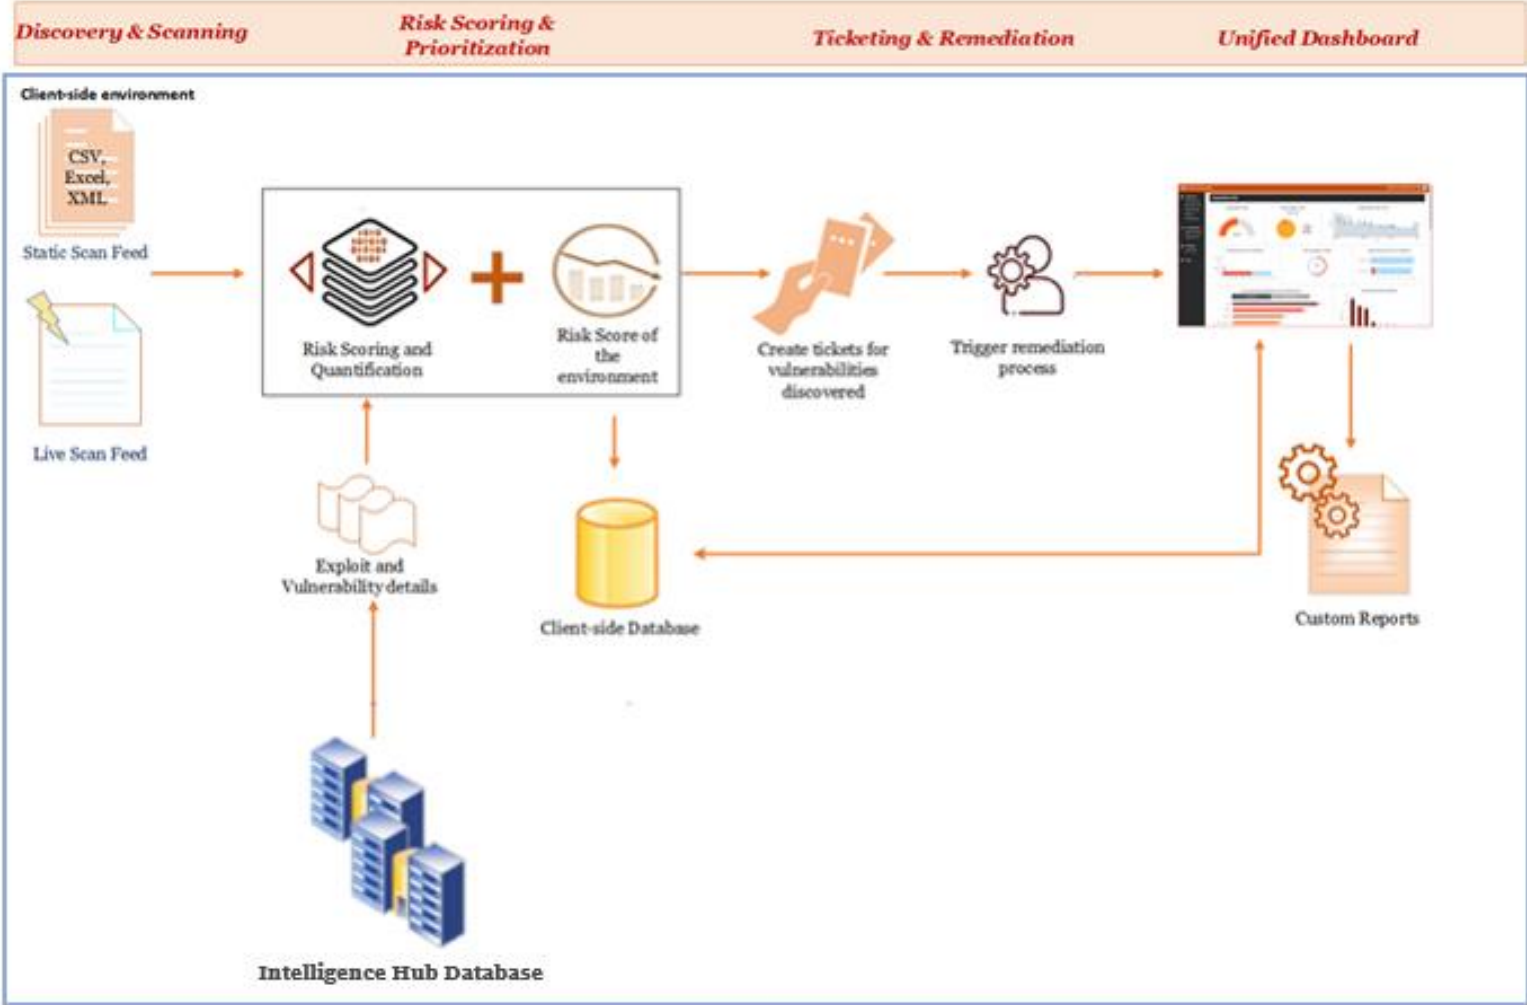 Discovery & Scanning
Risk Scoring &
Prioritization
Ticketing & Remediation
Unified Dashboard
Client-side environment
CSV,
Excel,
XML
Static Scan Feed
Live Scan Feed
Risk Scoring and
Quantification
Risk Score of
the
environment
Create tickets for
vulnerabilities
discovered
Trigger remediation
process
Exploit and
Vulnerability details
Client-side Database
Custom Reports
Intelligence Hub Database